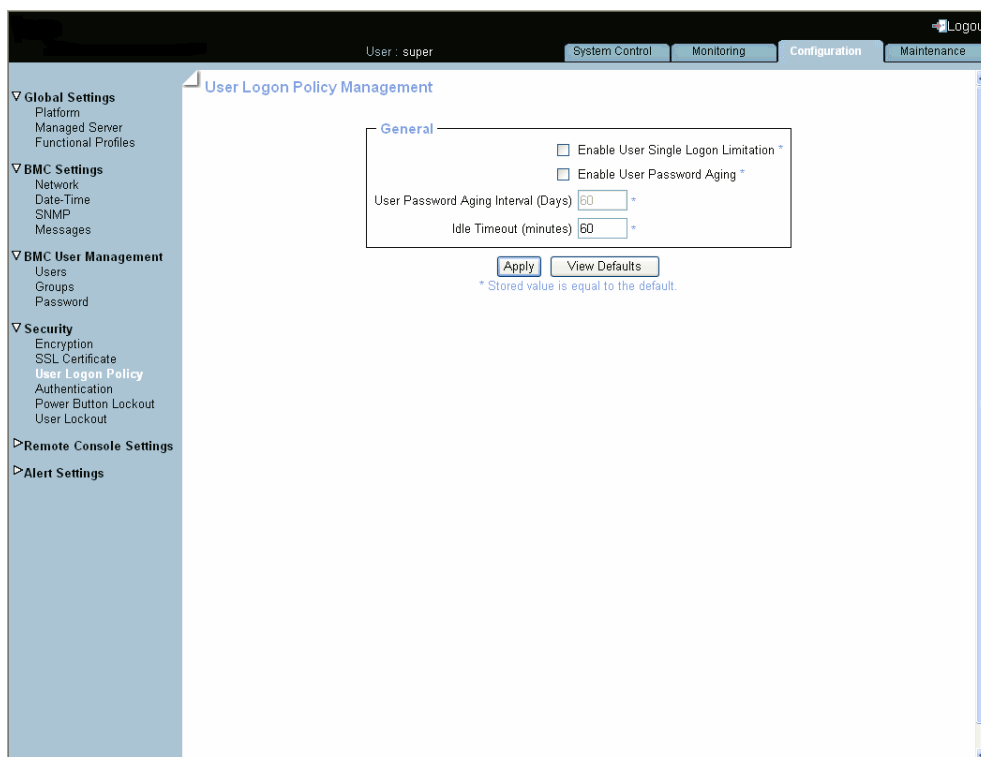 Logou
User : super
System Control
Monitoring
Configuration
Maintenance
Global Settings
Platform
Managed Server
Functional Profiles
BMC Settings
Network
Date-Time
SNMP
Messages
BMC User Management
Users
Groups
Password
Security
Encryption
SSL Certificate
User Logon Policy
Authentication
Power Button Lockout
User Lockout
Remote Console Settings
Alert Settings
User Logon Policy Management
General
Enable User Single Logon Limitation *
Enable User Password Aging *
User Password Aging Interval (Days) 60 *
Idle Timeout (minutes) 60 *
Apply View Defaults
* Stored value is equal to the default.